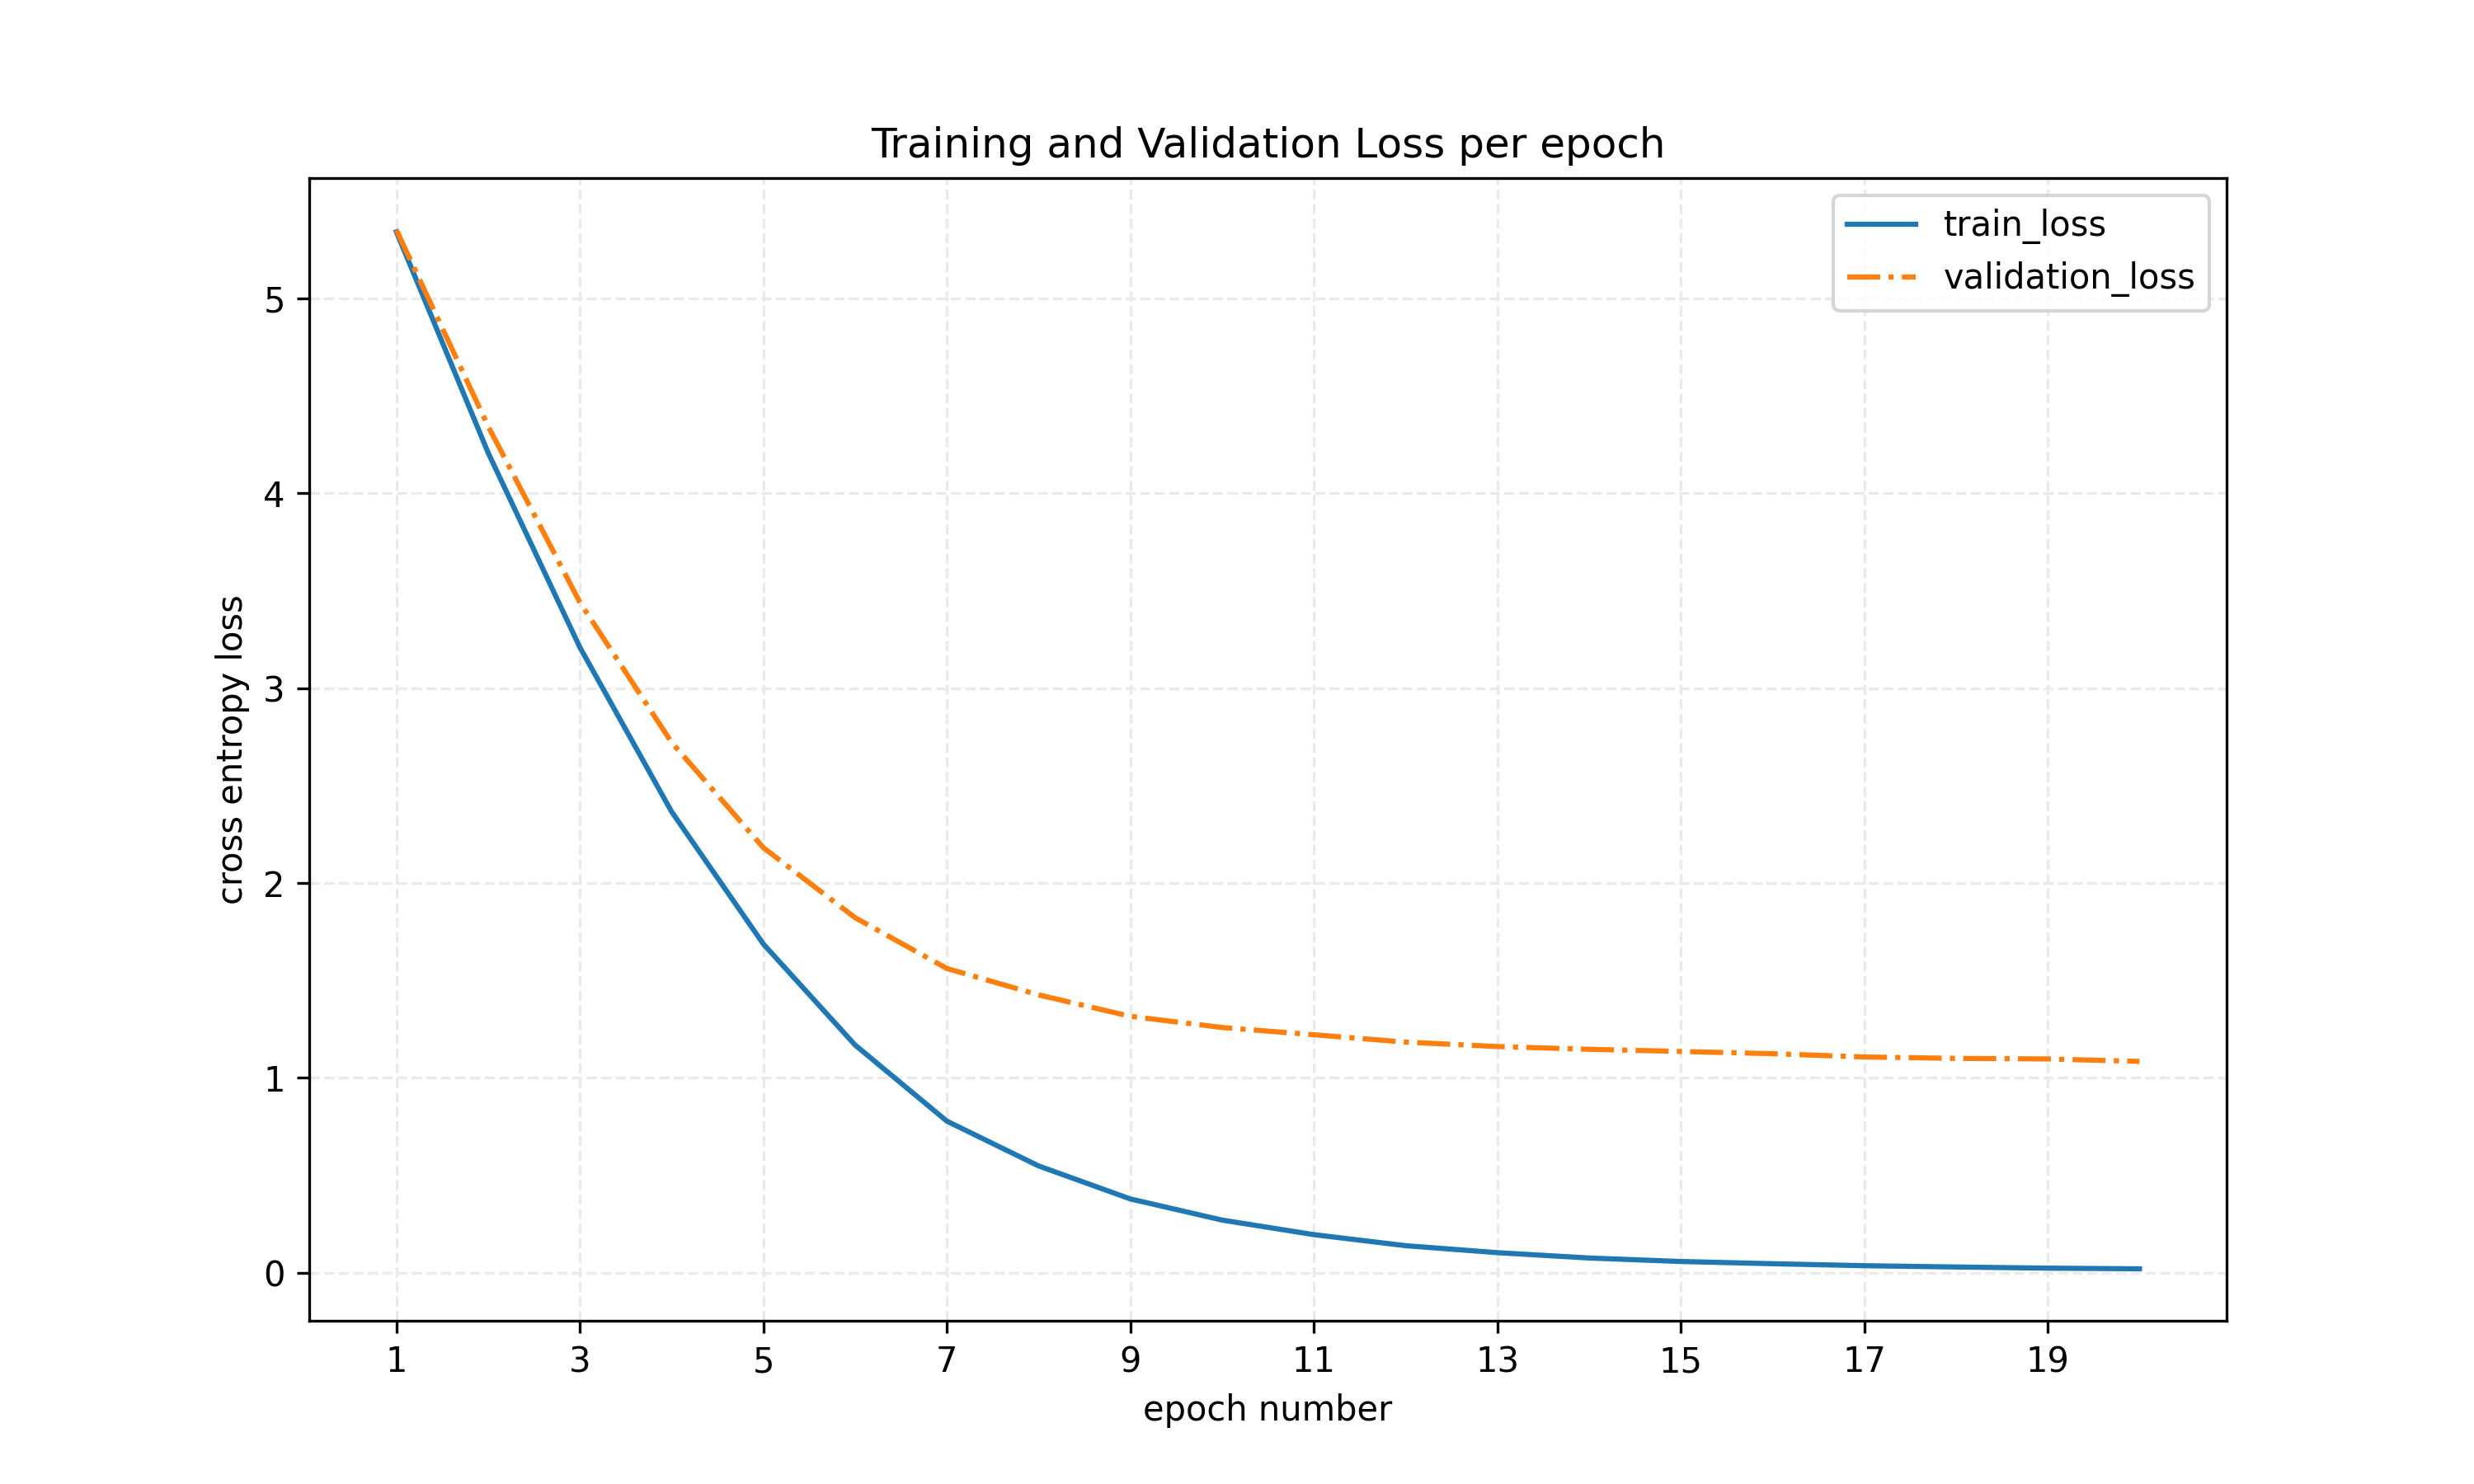 Training and Validation Loss per epoch
train_loss
validation_loss
cross entropy loss
5
4
3
2
1
0
1 3 5 7 9 11 13 15 17 19
epoch number